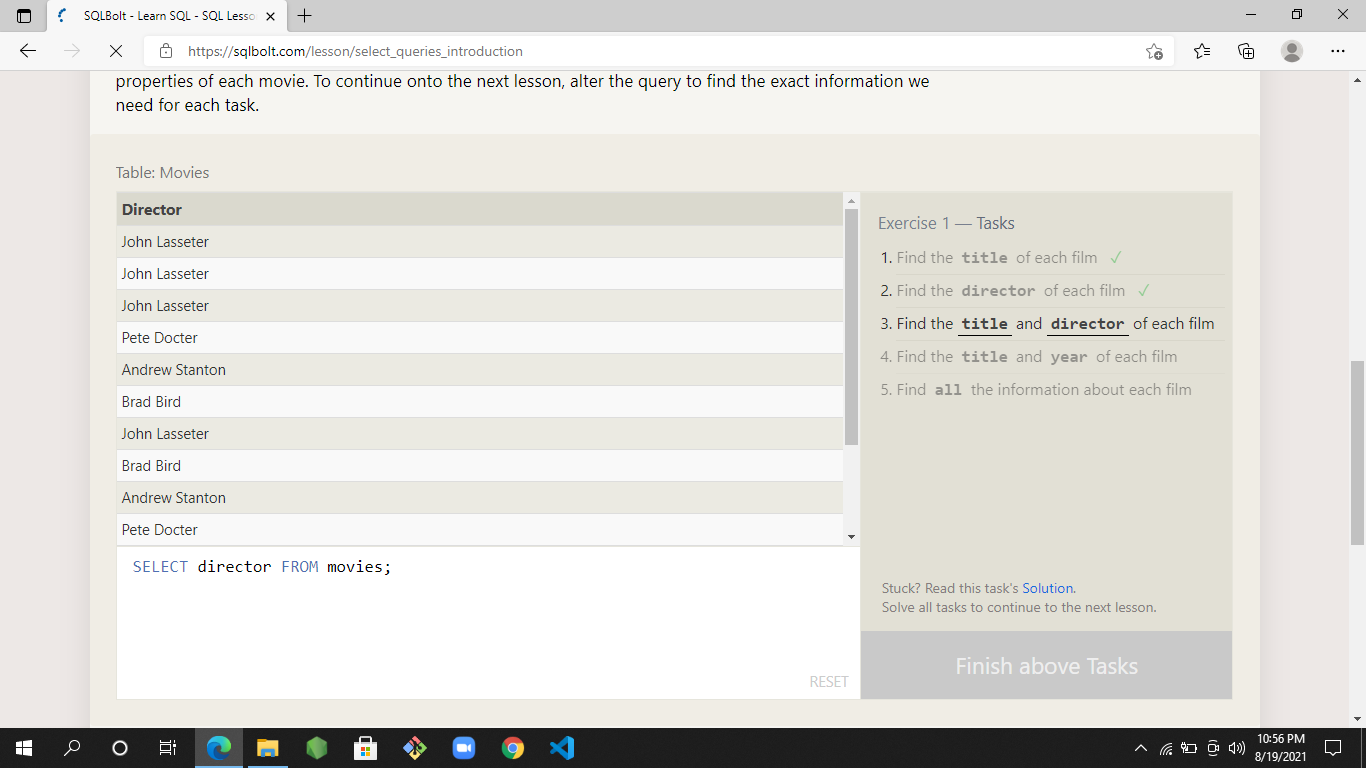 SQLBolt - Learn SQL - SQL Lesso
https://sqlbolt.com/lesson/select_queries_introduction
properties of each movie. To continue onto the next lesson, alter the query to find the exact information we
need for each task.
Table: Movies
Director
John Lasseter
John Lasseter
John Lasseter
Pete Docter
Andrew Stanton
Brad Bird
John Lasseter
Brad Bird
Andrew Stanton
Pete Docter
SELECT director FROM movies;
RESET
Exercise 1 — Tasks
1. Find the title of each film ✓
2. Find the director of each film ✓
3. Find the title and director of each film
4. Find the title and year of each film
5. Find all the information about each film
Stuck? Read this task's Solution.
Solve all tasks to continue to the next lesson.
Finish above Tasks
10:56 PM
8/19/2021